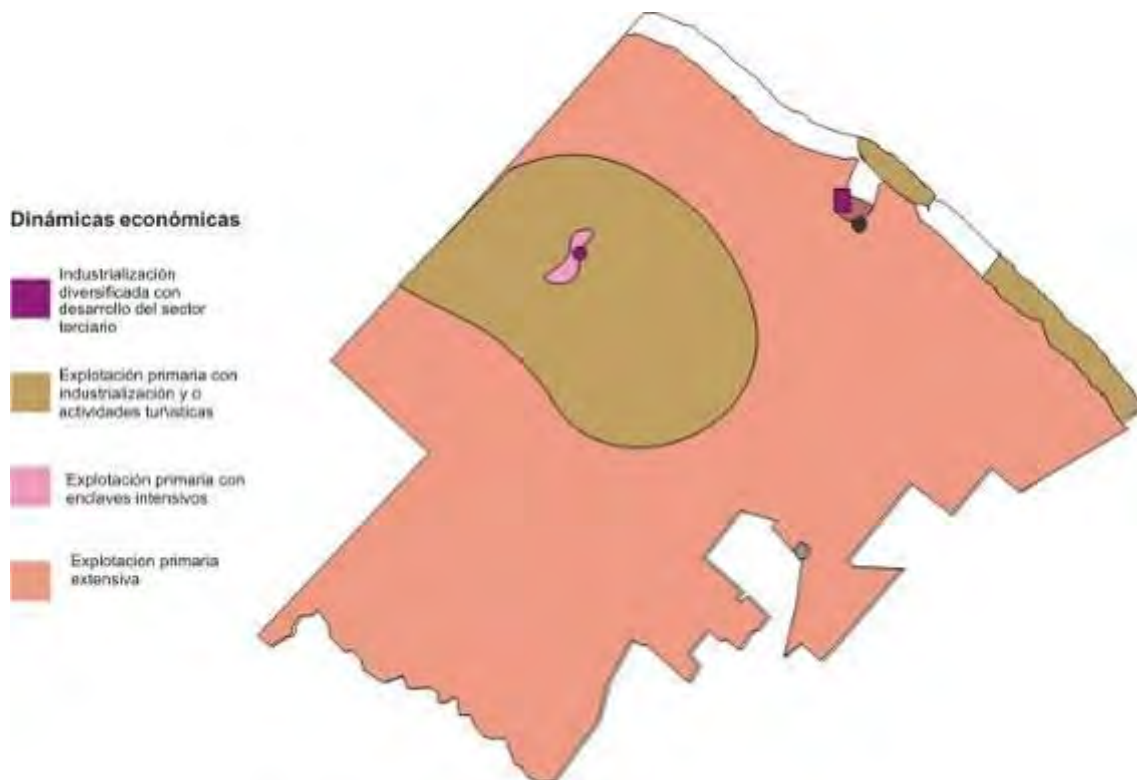 Dinámicas económicas
Industrialización
diversificada con
desarrollo del sector
terciario
Explotación primaria con
industrialización y o
actividades turísticas
Explotación primaria con
enclaves intensivos
Explotación primaria
extensiva